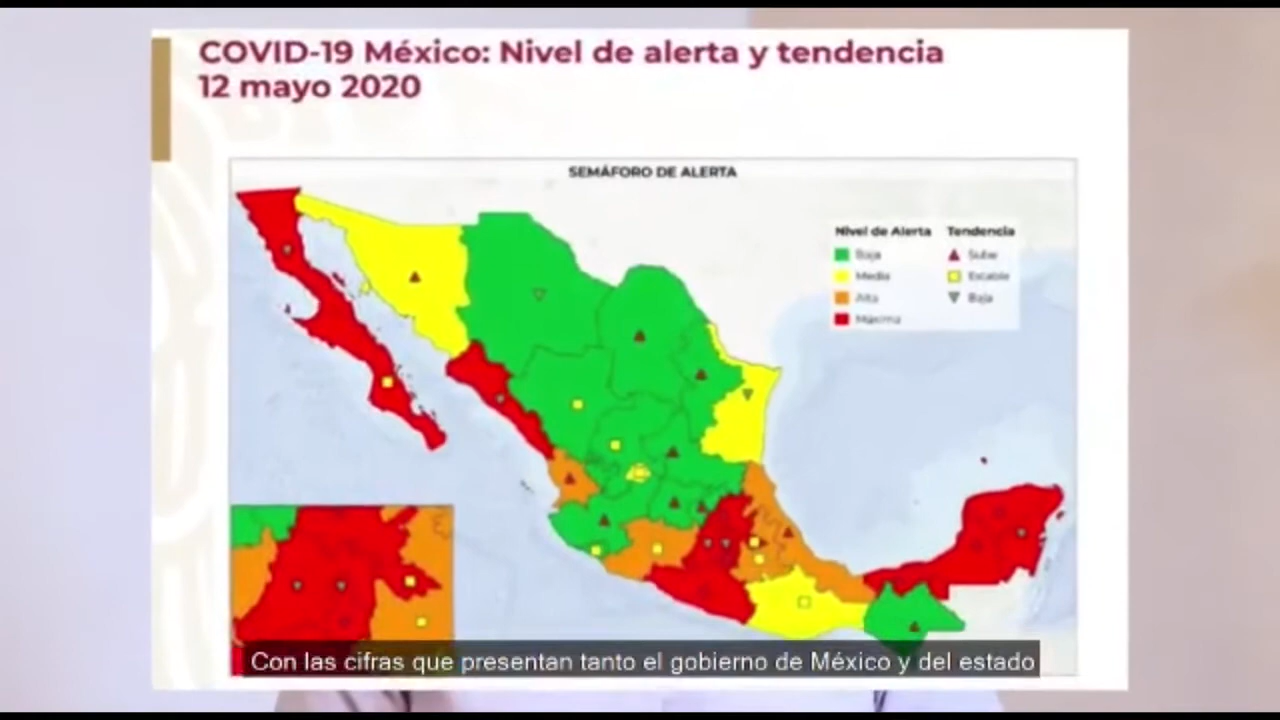 COVID-19 México: Nivel de alerta y tendencia
12 mayo 2020
SEMÁFORO DE ALERTA
Nivel de Alerta
Tendencia
Baja
Sube
Media
Estable
Alta
Baja
Máxima
Con las cifras que presentan tanto el gobierno de México y del estado